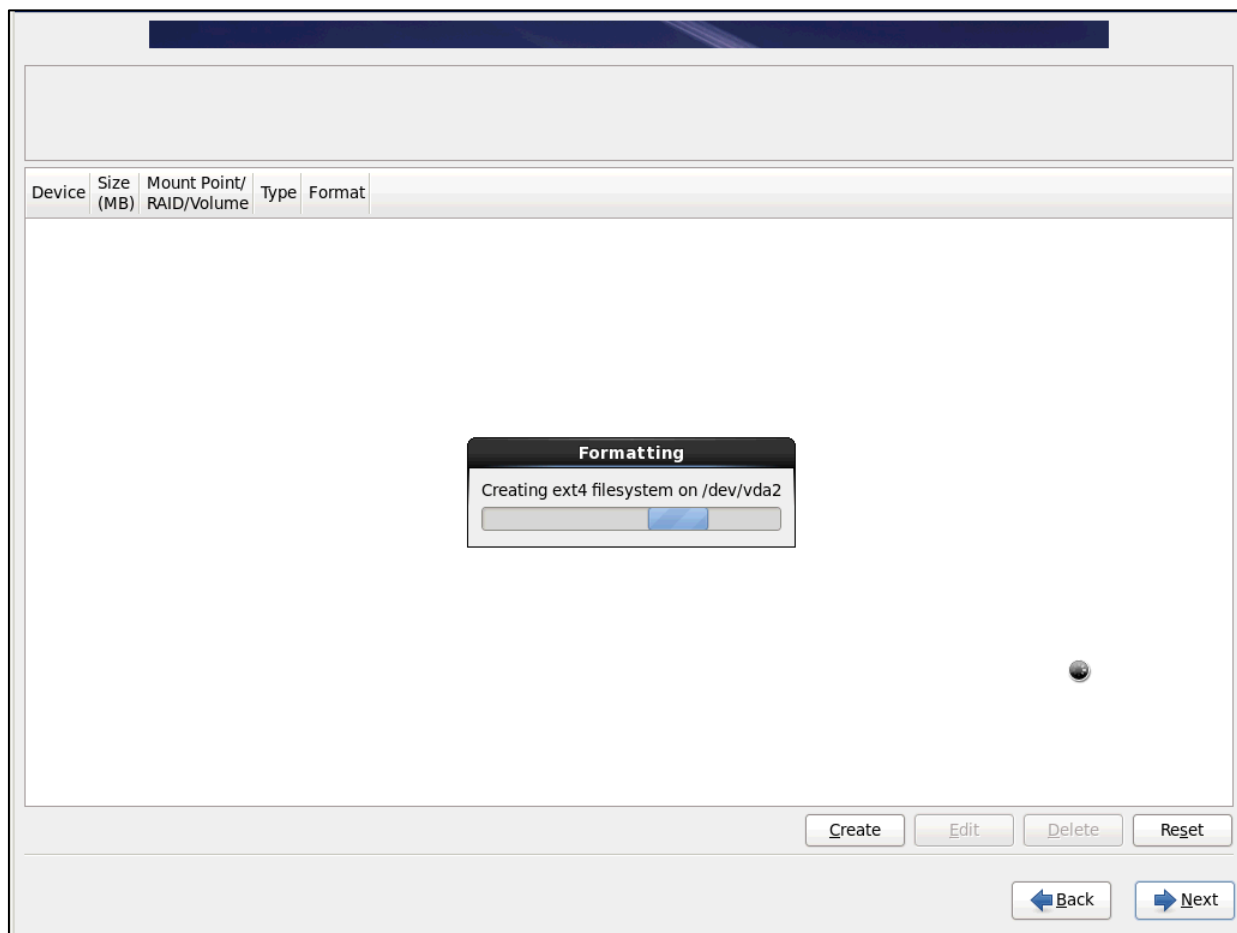 Device
Size
(MB)
Mount Point/
RAID/Volume
Type
Format
Formatting
Creating ext4 filesystem on /dev/vda2
Create
Edit
Delete
Reset
Back
Next